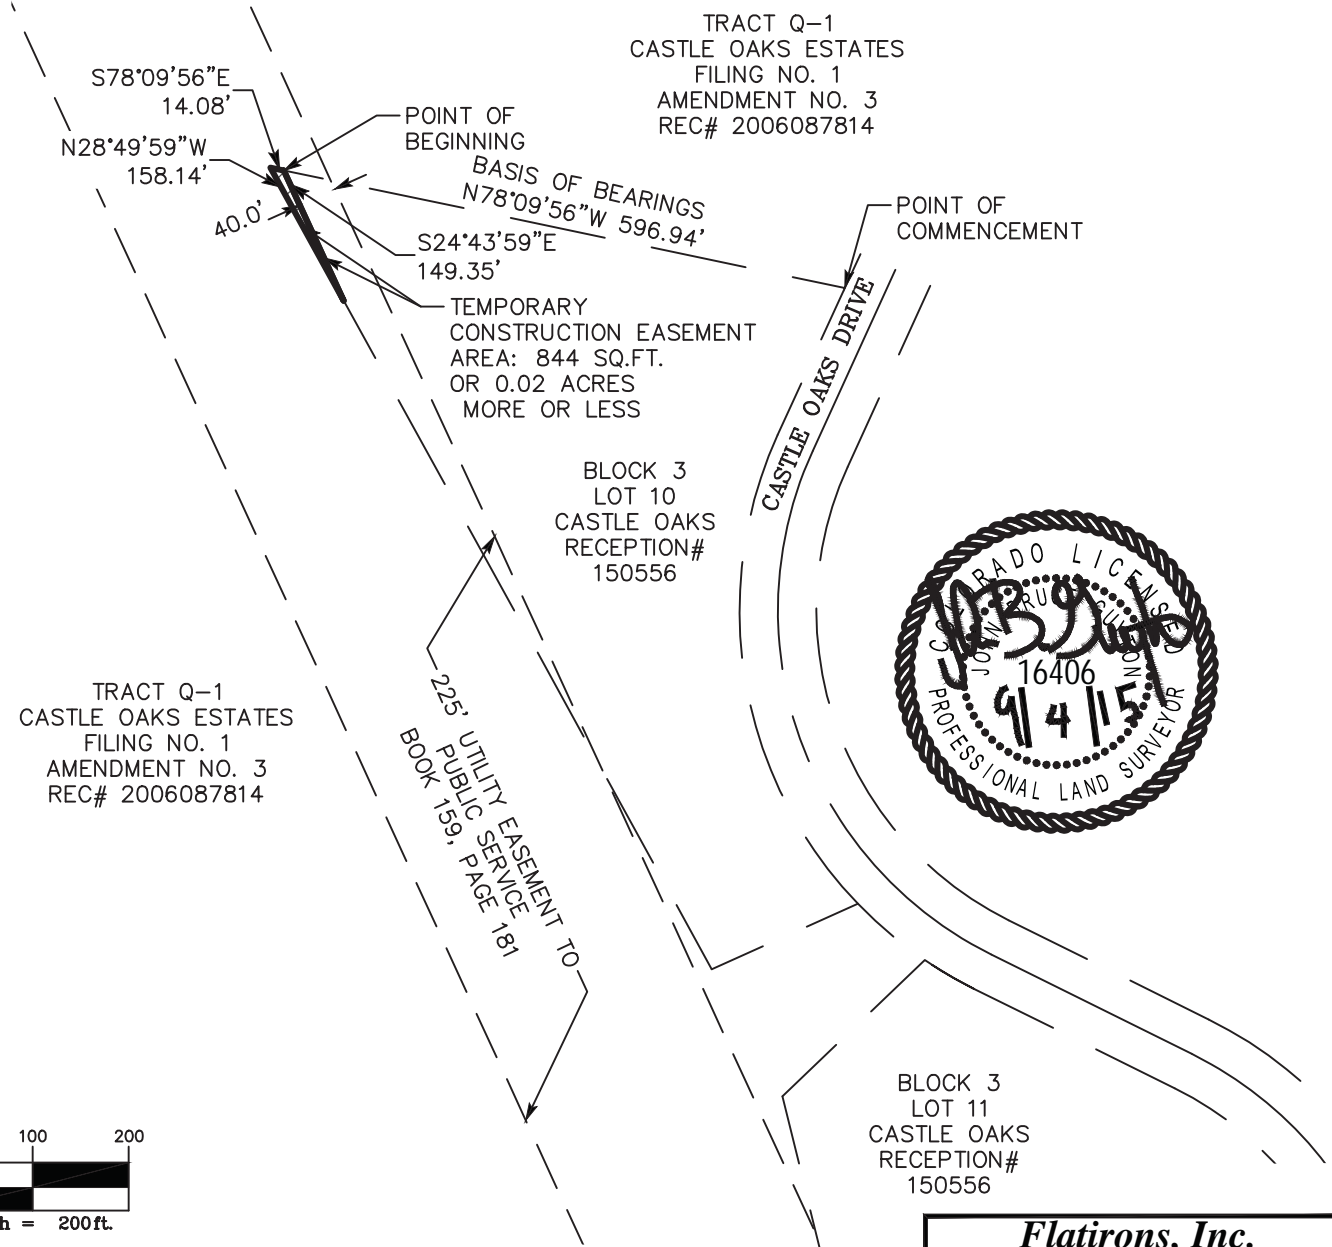 TRACT Q-1
CASTLE OAKS ESTATES
FILING NO. 1
AMENDMENT NO. 3
REC# 2006087814
S78°09'56"E
14.08'
N28°49'59"W
158.14'
40.0'
POINT OF
BEGINNING
BASIS OF BEARINGS
N78°09'56"W 596.94'
POINT OF
COMMENCEMENT
S24°43'59"E
149.35'
TEMPORARY
CONSTRUCTION EASEMENT
AREA: 844 SQ.FT.
OR 0.02 ACRES
MORE OR LESS
CASTLE OAKS DRIVE
BLOCK 3
LOT 10
CASTLE OAKS
RECEPTION#
150556
COLORADO LICENSED
JOHN
16406
9/4/15
PROFESSIONAL LAND SURVEYOR
TRACT Q-1
CASTLE OAKS ESTATES
FILING NO. 1
AMENDMENT NO. 3
REC# 2006087814
225' UTILITY EASEMENT TO
PUBLIC SERVICE
BOOK 159, PAGE 181
BLOCK 3
LOT 11
CASTLE OAKS
RECEPTION#
150556
100 200
h = 200ft.
Flatirons, Inc.